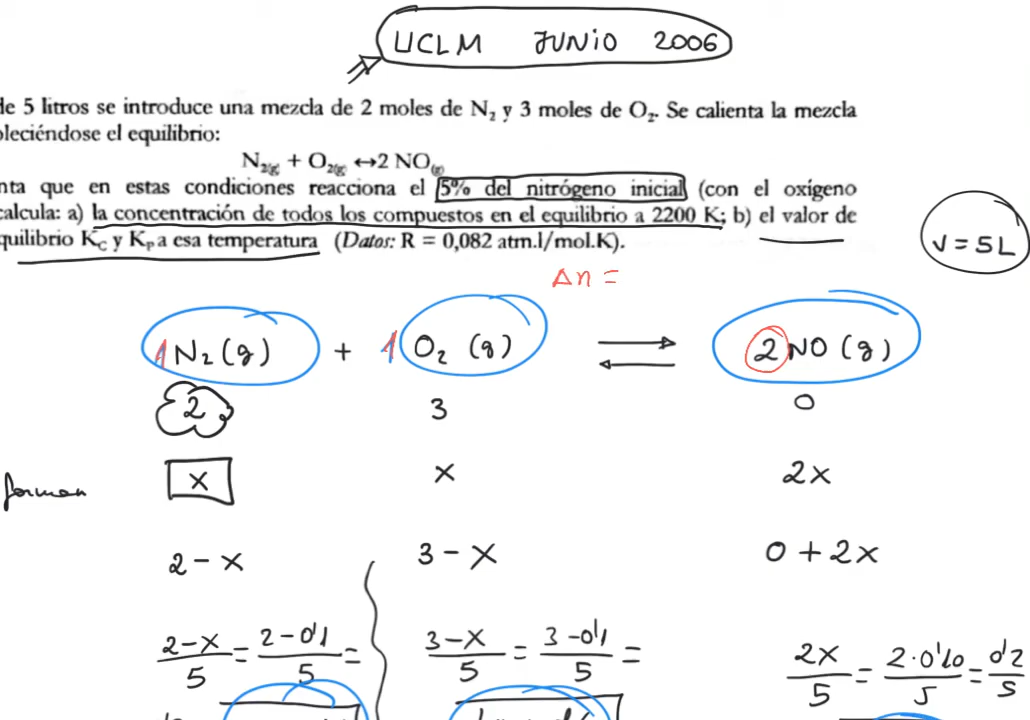 UCLM JUNIO 2006
de 5 litros se introduce una mezcla de 2 moles de N₂ y 3 moles de O₂. Se calienta la mezcla
bleciéndose el equilibrio:
N₂(g) + O₂(g) ↔2 NO(g)
nta que en estas condiciones reacciona el 5% del nitrógeno inicial (con el oxígeno
calcula: a) la concentración de todos los compuestos en el equilibrio a 2200 K; b) el valor de
quilibrio K_C y K_P a esa temperatura (Datos: R = 0,082 atm.l/mol.K).
V = 5L
Δn =
1 N₂ (g) + 1 O₂ (g) ⇌ 2 NO (g)
2 3 0
forman x x 2x
2 - x 3 - x 0 + 2x
2-x/5 = 2-0'1/5 = 3-x/5 = 3-0'1/5 = 2x/5 = 2·0'10/5 = 0'2/5